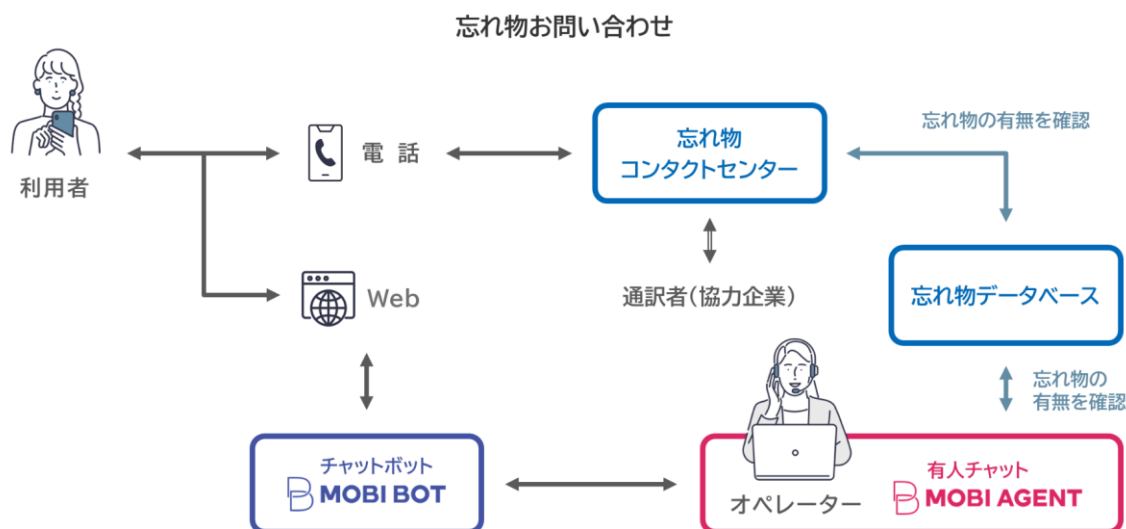 忘れ物お問い合わせ
利用者
電 話
忘れ物
コンタクトセンター
忘れ物の有無を確認
Web
通訳者(協力企業)
忘れ物データベース
忘れ物の
有無を確認
チャットボット
MOBI BOT
オペレーター
有人チャット
MOBI AGENT